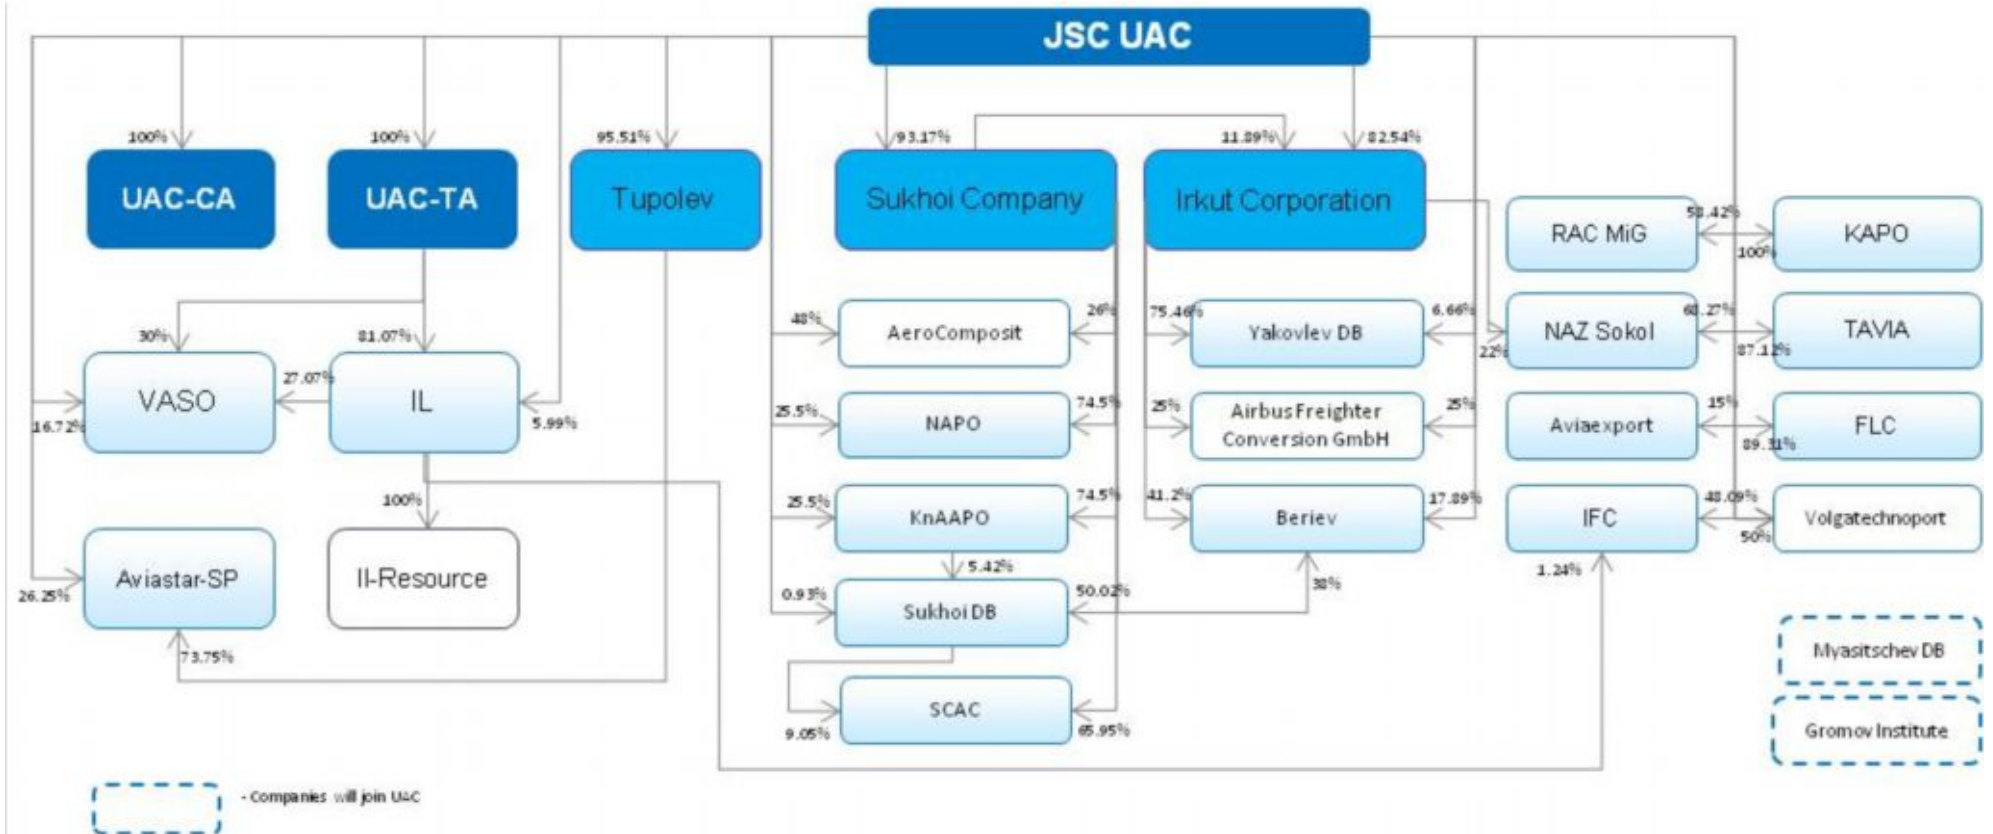 JSC UAC
100%
100%
95.51%
93.17%
11.89%
82.54%
UAC-CA
UAC-TA
Tupolev
Sukhoi Company
Irkut Corporation
RAC MiG
58.42%
100%
KAPO
30%
81.07%
48%
AeroComposit
26%
75.46%
Yakovlev DB
6.66%
22%
NAZ Sokol
68.27%
87.12%
TAVIA
VASO
27.07%
IL
16.72%
5.99%
25.5%
NAPO
74.5%
25%
Airbus Freighter
Conversion GmbH
25%
Aviaexport
15%
89.31%
FLC
100%
25.5%
KnAAPO
74.5%
41.2%
Beriev
17.89%
IFC
48.09%
50%
Volgatechnoport
Aviastar-SP
26.25%
Il-Resource
5.42%
0.93%
Sukhoi DB
50.02%
38%
1.24%
73.75%
Myasitschev DB
SCAC
9.05%
65.95%
Gromov Institute
- Companies will join UAC